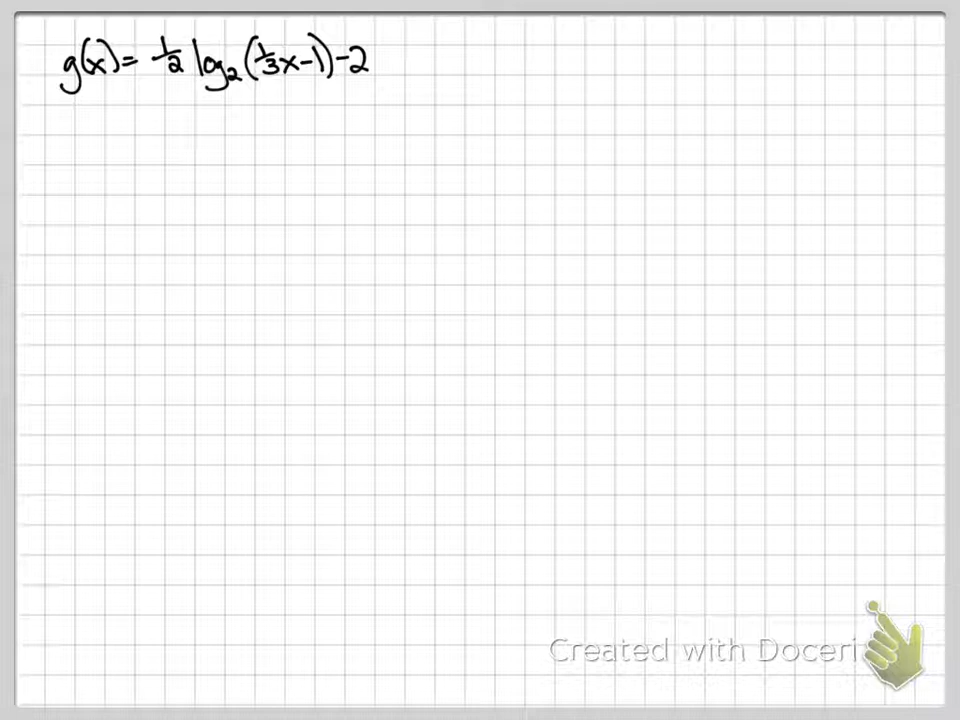 g(x) = 1/2 log₂(1/3x-1)-2
Created with Doceri